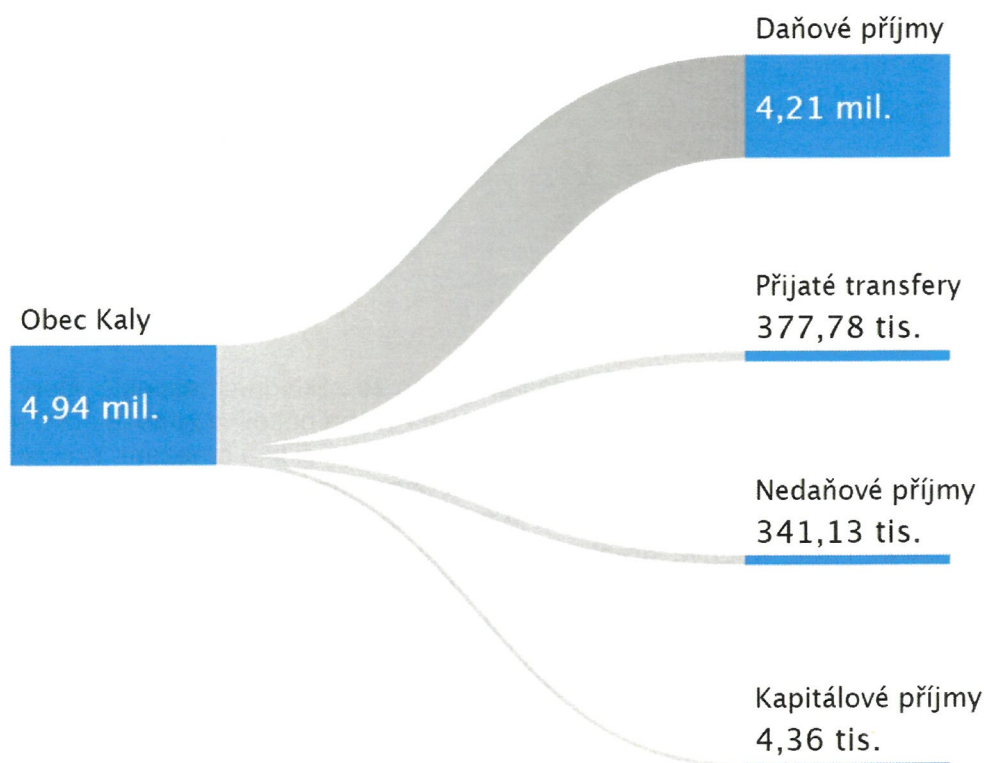 Daňové příjmy
4,21 mil.
Přijaté transfery
377,78 tis.
Obec Kaly
4,94 mil.
Nedaňové příjmy
341,13 tis.
Kapitálové příjmy
4,36 tis.